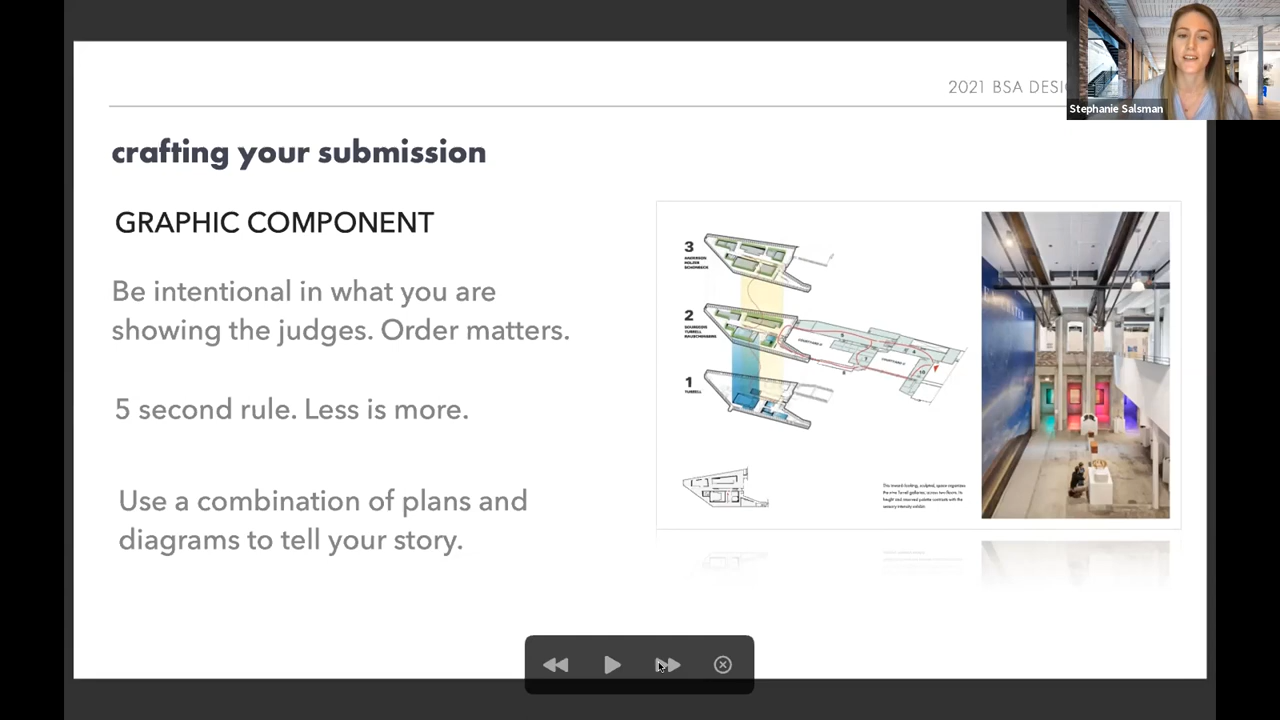 2021 BSA DESI
Stephanie Salsman
crafting your submission
GRAPHIC COMPONENT
Be intentional in what you are
showing the judges. Order matters.
5 second rule. Less is more.
Use a combination of plans and
diagrams to tell your story.
3
2
1
TURRELL